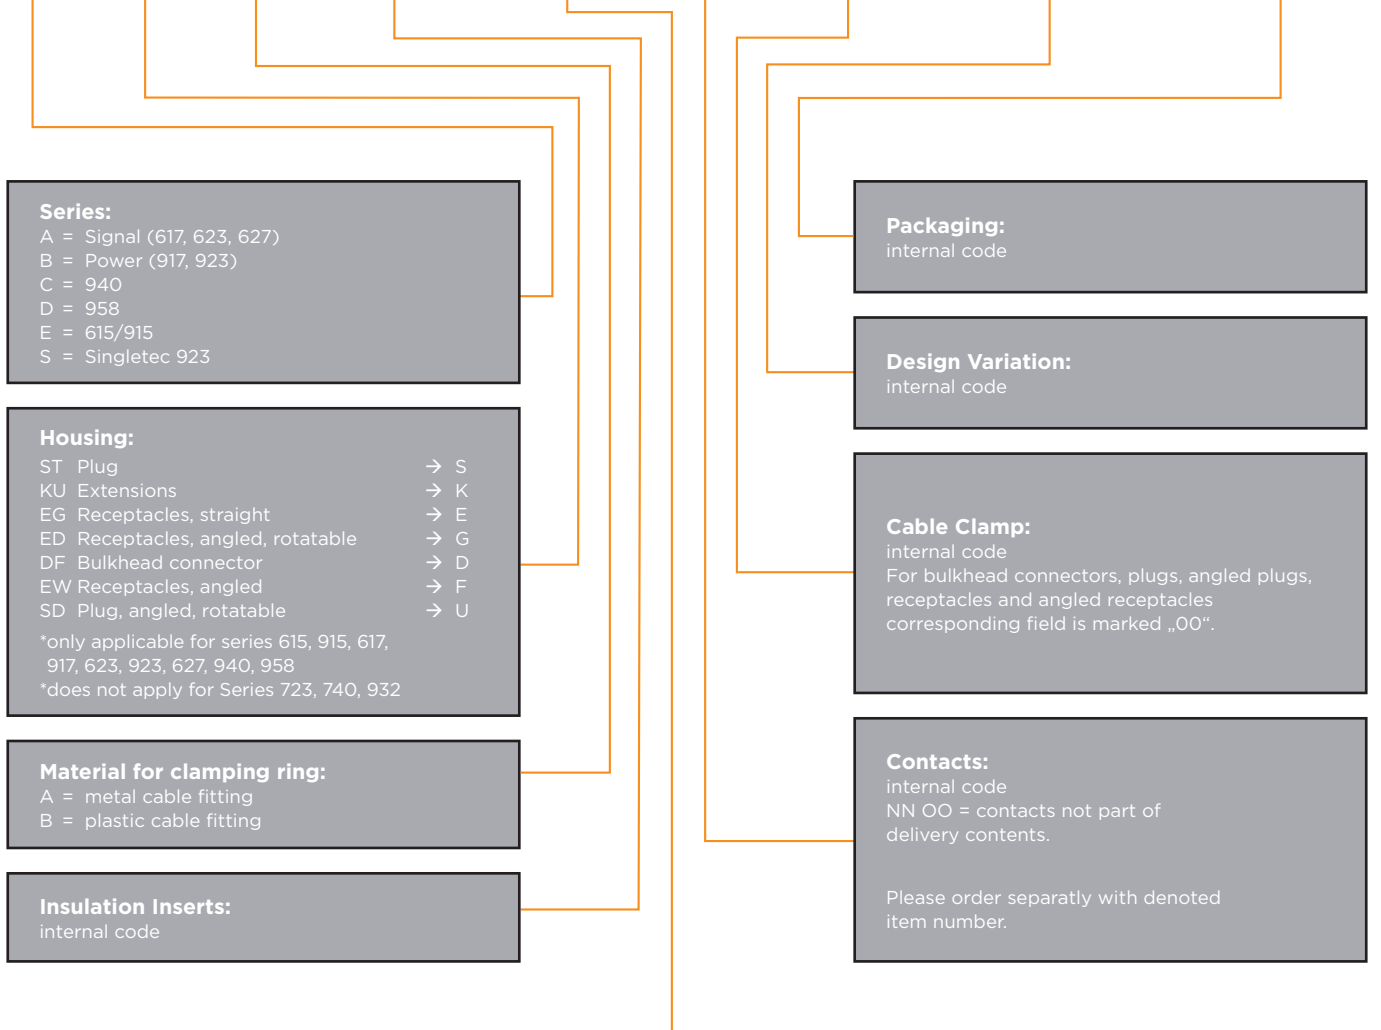 Series:
A = Signal (617, 623, 627)
B = Power (917, 923)
C = 940
D = 958
E = 615/915
S = Singletec 923
Housing:
ST Plug → S
KU Extensions → K
EG Receptacles, straight → E
ED Receptacles, angled, rotatable → G
DF Bulkhead connector → D
EW Receptacles, angled → F
SD Plug, angled, rotatable → U
*only applicable for series 615, 915, 617,
917, 623, 923, 627, 940, 958
*does not apply for Series 723, 740, 932
Material for clamping ring:
A = metal cable fitting
B = plastic cable fitting
Insulation Inserts:
internal code
Packaging:
internal code
Design Variation:
internal code
Cable Clamp:
internal code
For bulkhead connectors, plugs, angled plugs,
receptacles and angled receptacles
corresponding field is marked „00“.
Contacts:
internal code
NN OO = contacts not part of
delivery contents.
Please order separatly with denoted
item number.